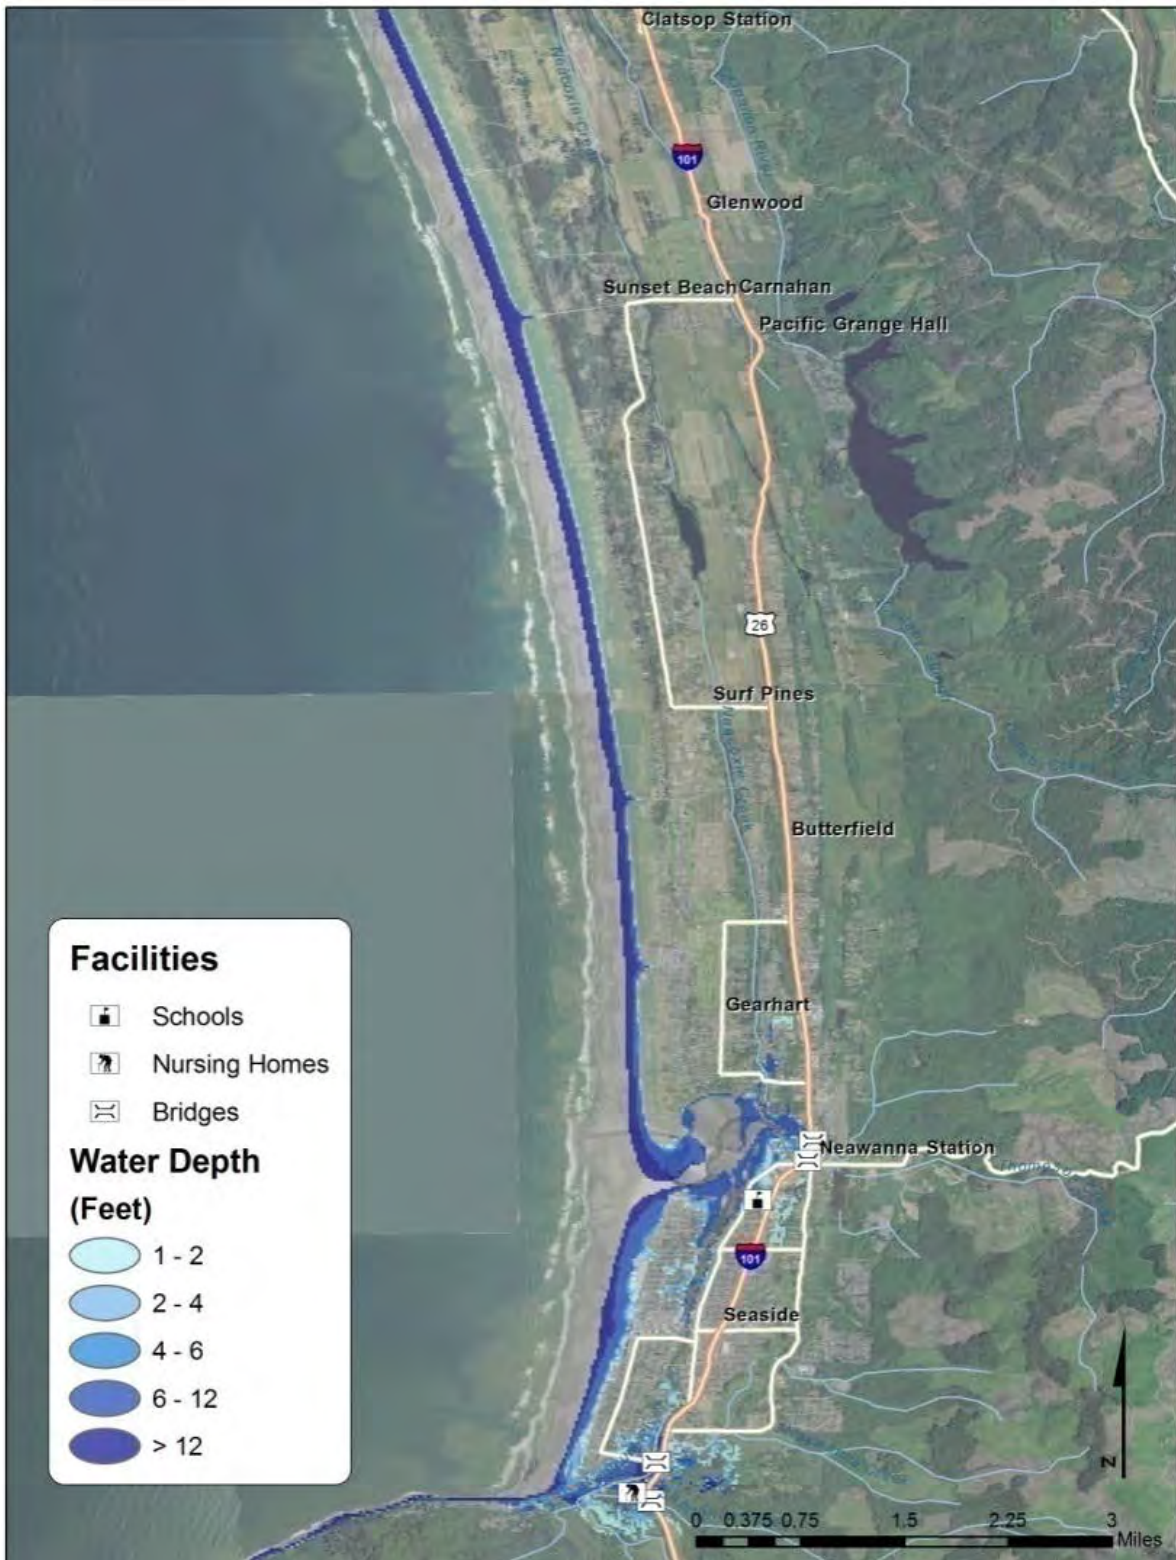 Clatsop Station
101
Glenwood
Sunset Beach
Carnahan
Pacific Grange Hall
26
Surf Pines
Butterfield
Gearhart
Neawanna Station
101
Seaside
Facilities
Schools
Nursing Homes
Bridges
Water Depth
(Feet)
1 - 2
2 - 4
4 - 6
6 - 12
> 12
N
0 0.375 0.75 1.5 2.25 3
Miles